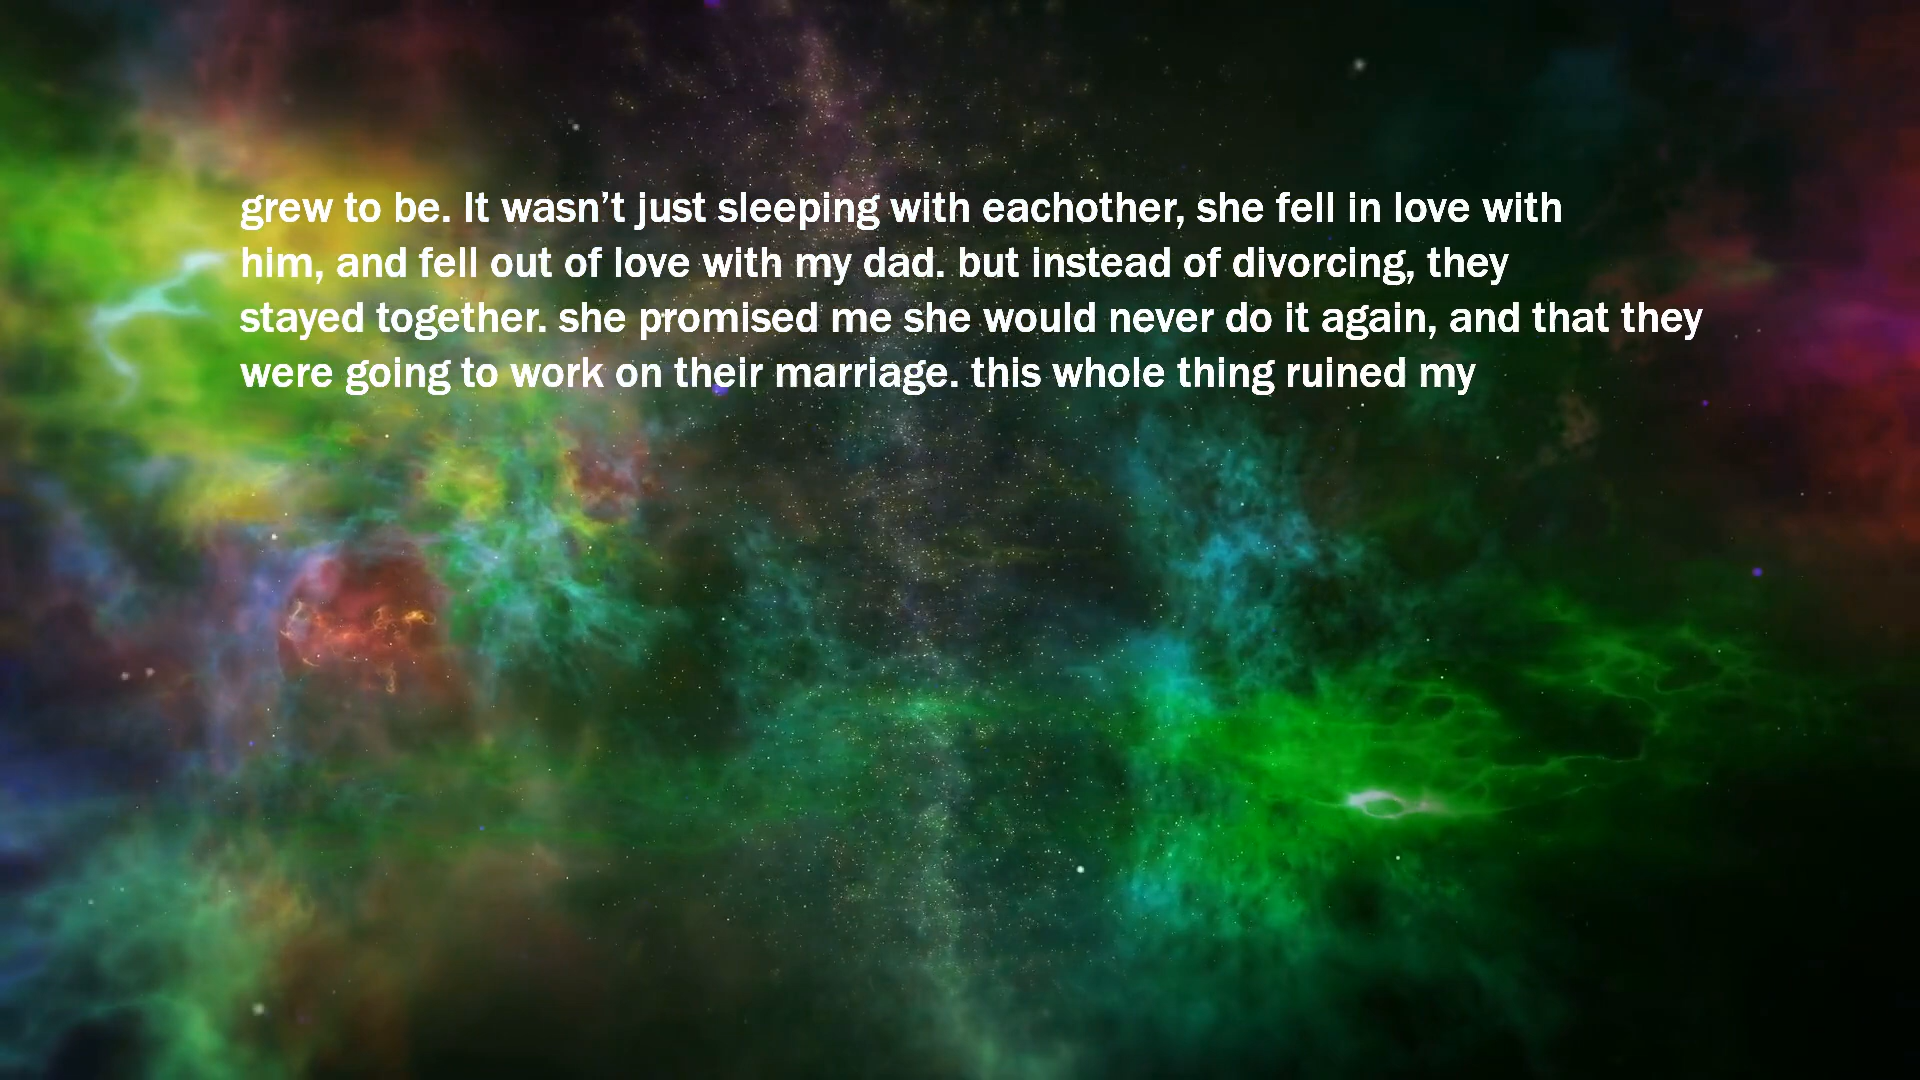 grew to be. It wasn’t just sleeping with eachother, she fell in love with
him, and fell out of love with my dad. but instead of divorcing, they
stayed together. she promised me she would never do it again, and that they
were going to work on their marriage. this whole thing ruined my